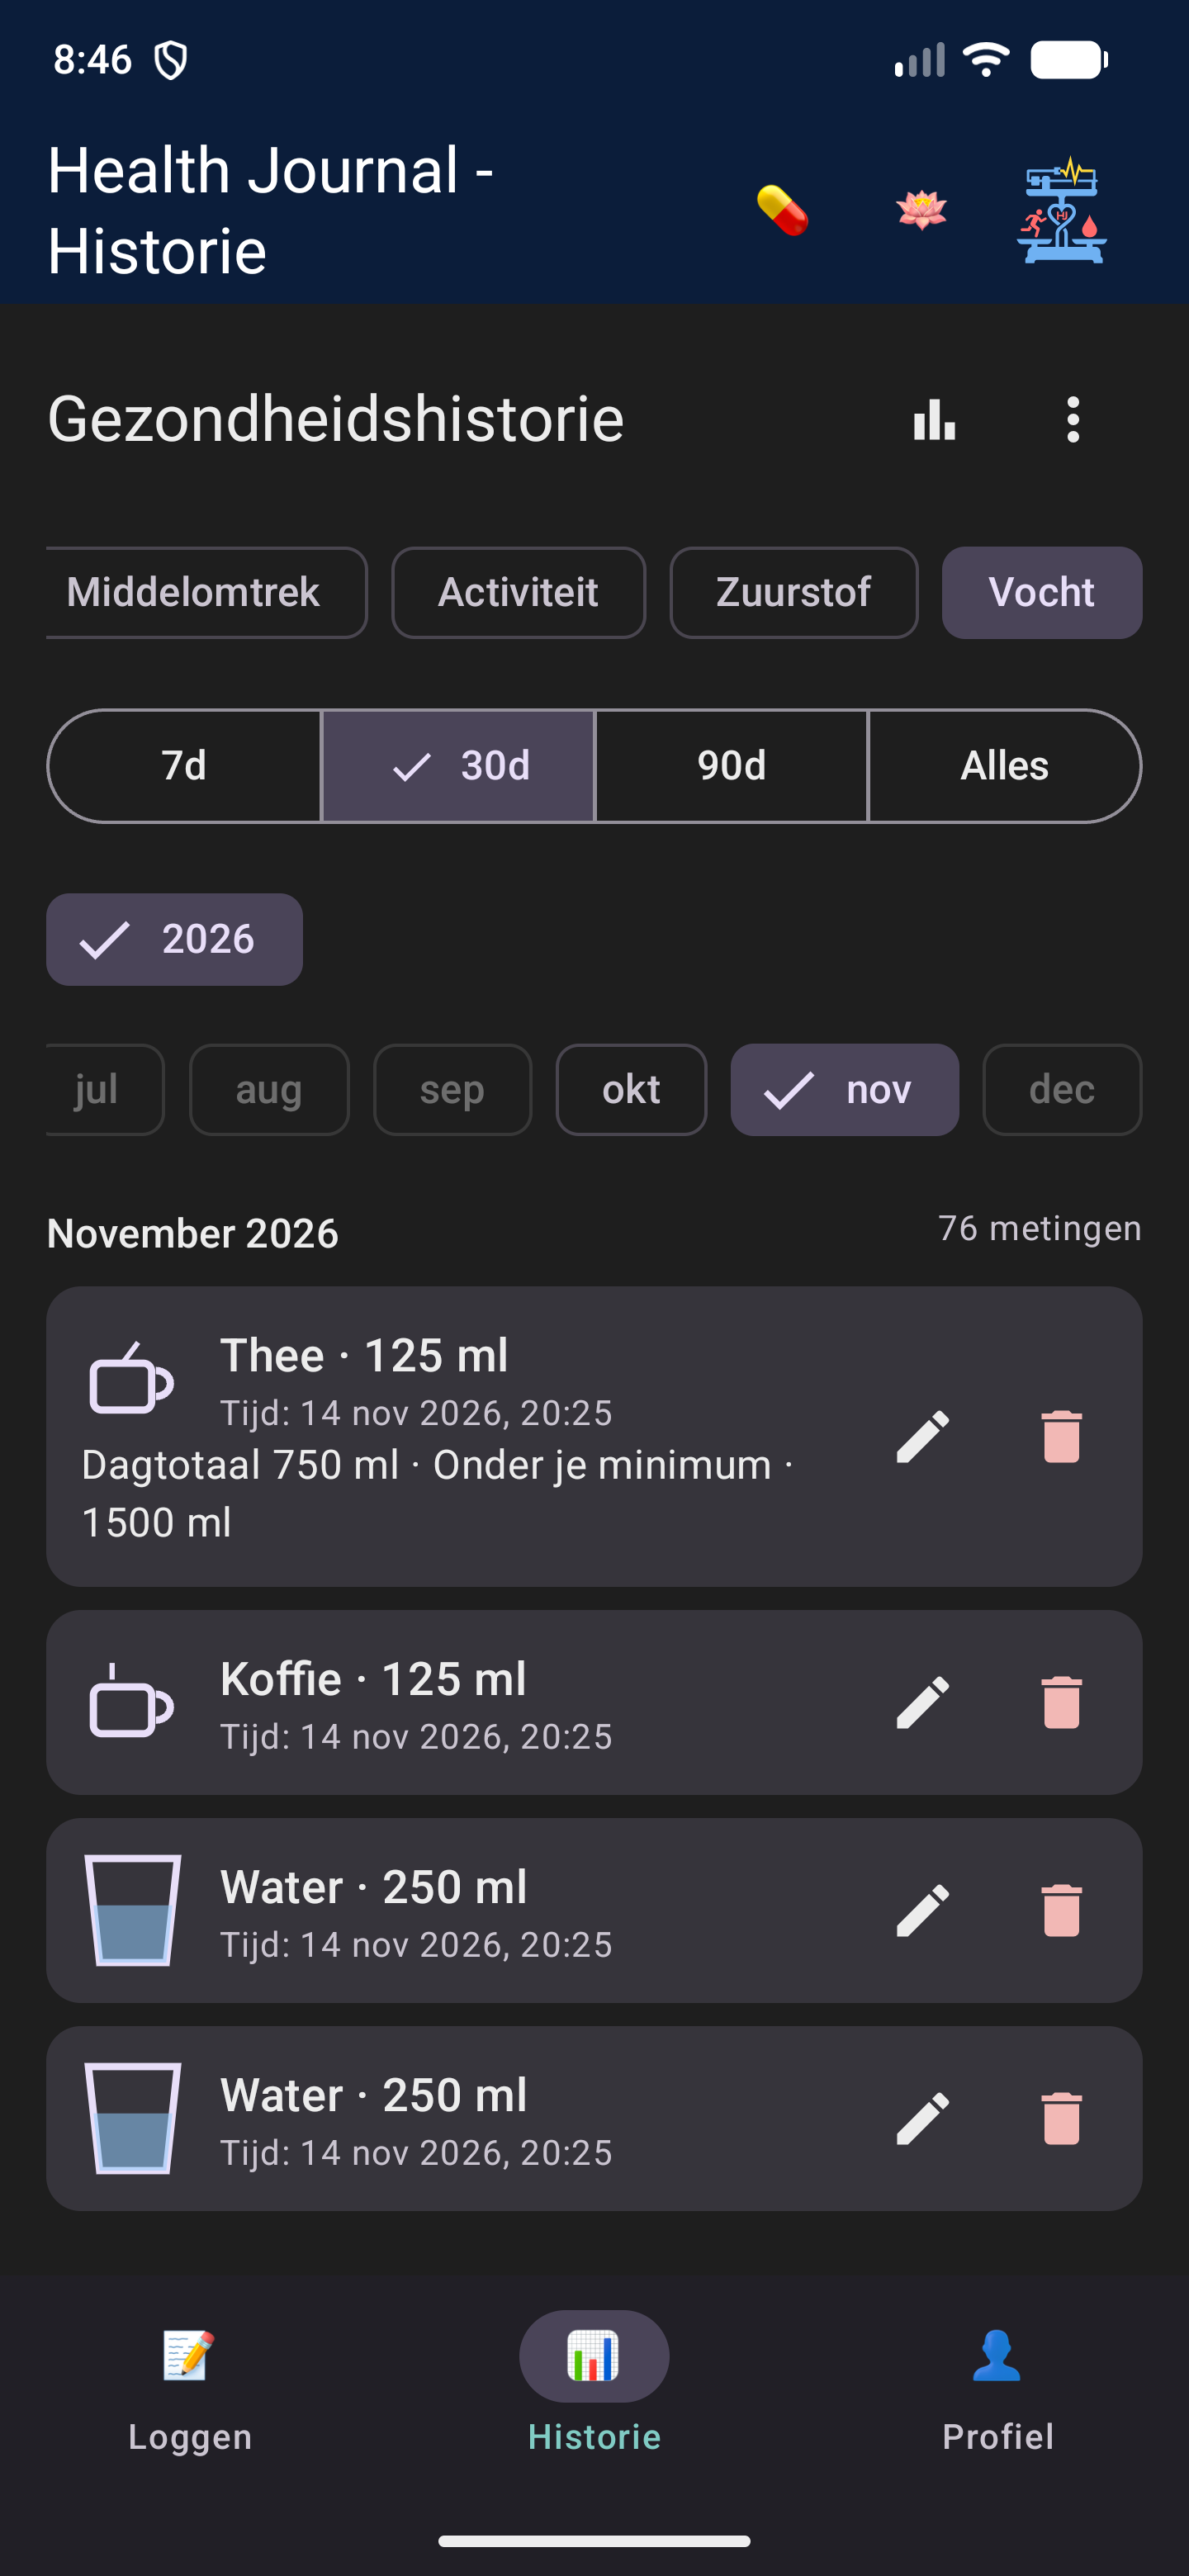 8:46
Health Journal -
Historie
Gezondheidshistorie
Middelomtrek
Activiteit
Zuurstof
Vocht
7d
30d
90d
Alles
2026
jul
aug
sep
okt
nov
dec
November 2026
76 metingen
Thee · 125 ml
Tijd: 14 nov 2026, 20:25
Dagtotaal 750 ml · Onder je minimum ·
1500 ml
Koffie · 125 ml
Tijd: 14 nov 2026, 20:25
Water · 250 ml
Tijd: 14 nov 2026, 20:25
Water · 250 ml
Tijd: 14 nov 2026, 20:25
Loggen
Historie
Profiel